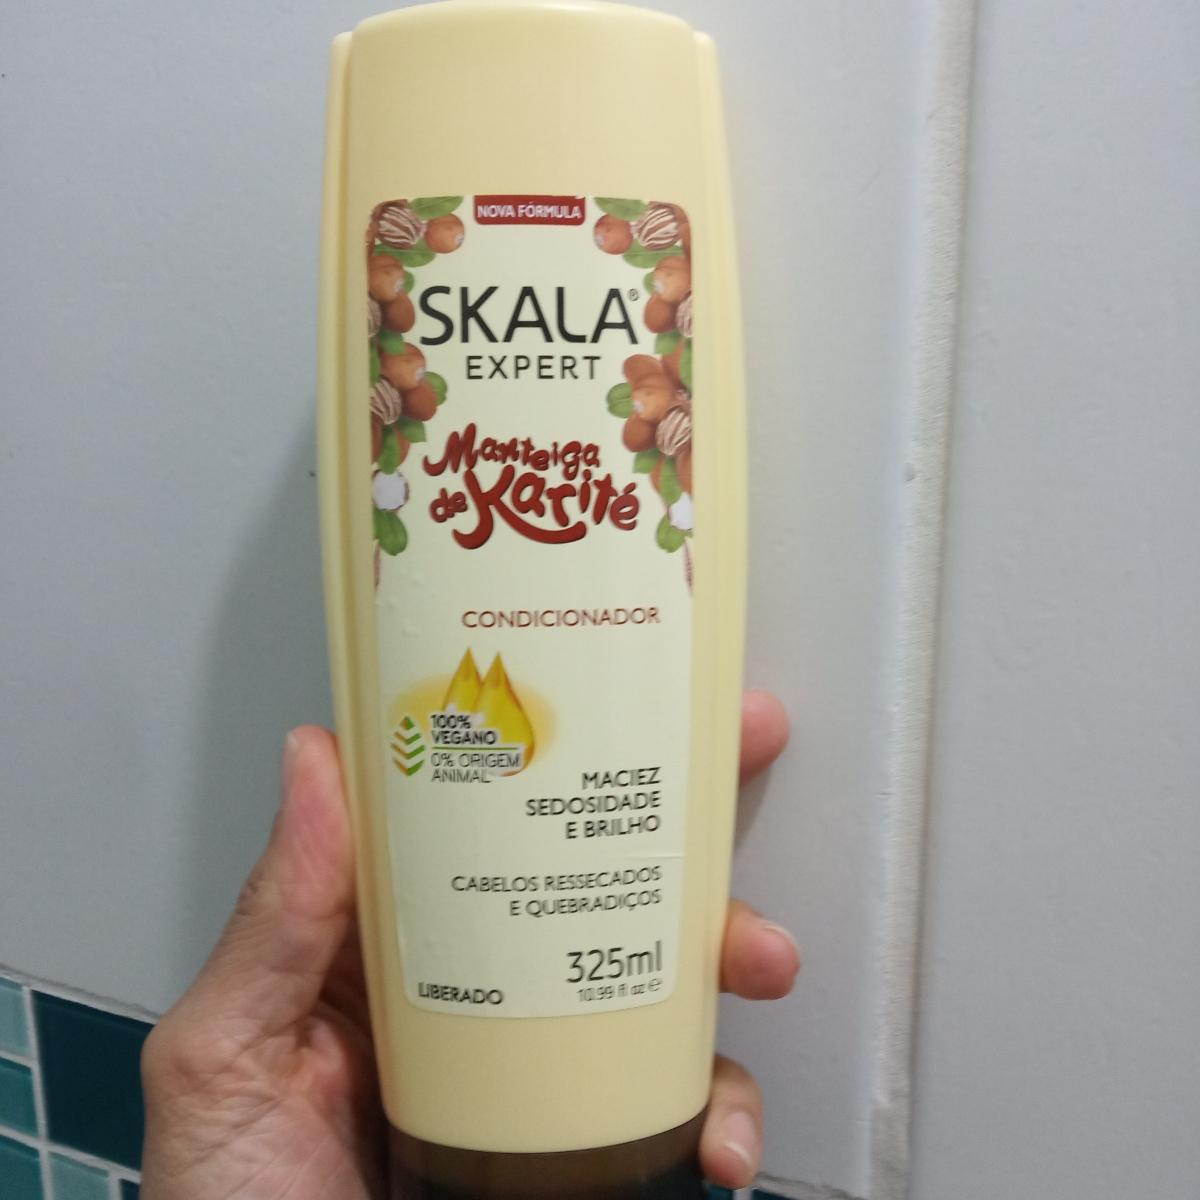 NOVA FÓRMULA
SKALA®
EXPERT
Manteiga
de Karité
CONDICIONADOR
100%
VEGANO
0% ORIGEM
ANIMAL
MACIEZ
SEDOSIDADE
E BRILHO
CABELOS RESSECADOS
E QUEBRADIÇOS
325ml
10.99 fl oz ℮
LIBERADO